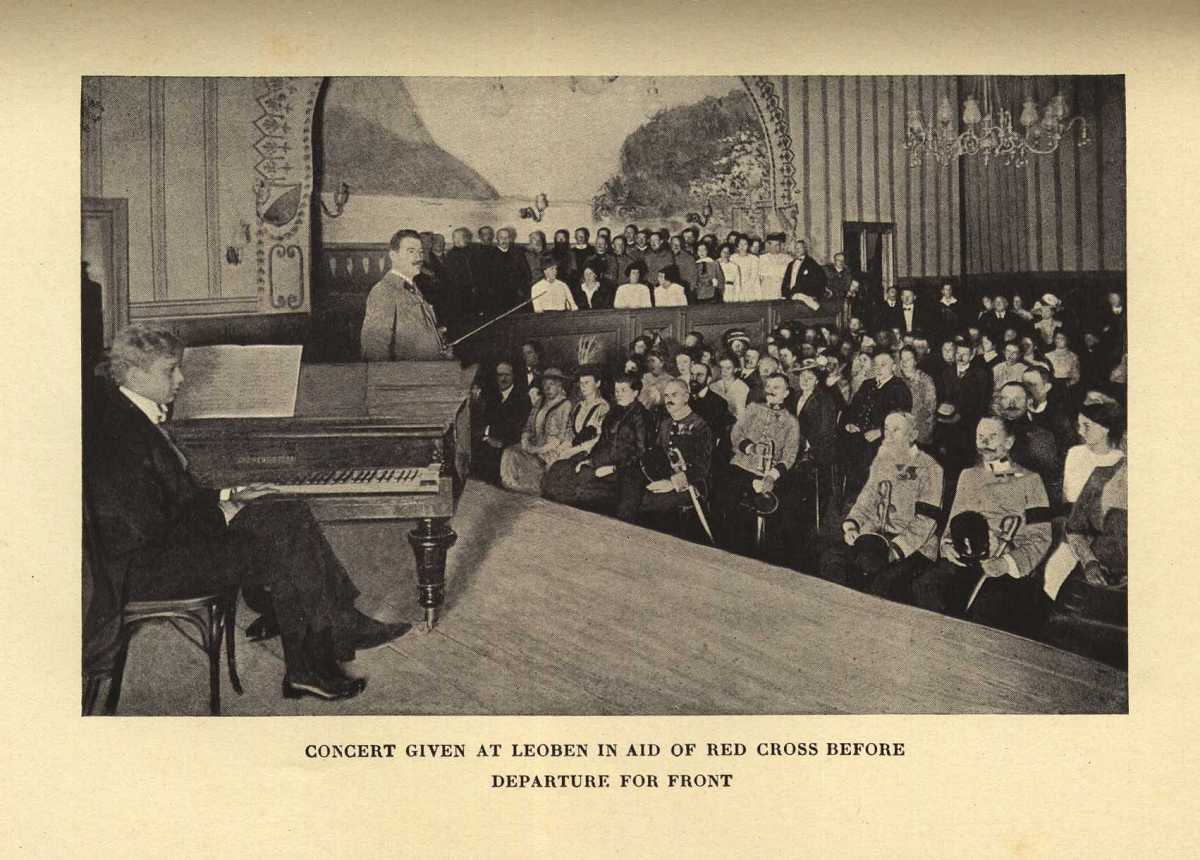 CONCERT GIVEN AT LEOBEN IN AID OF RED CROSS BEFORE
DEPARTURE FOR FRONT